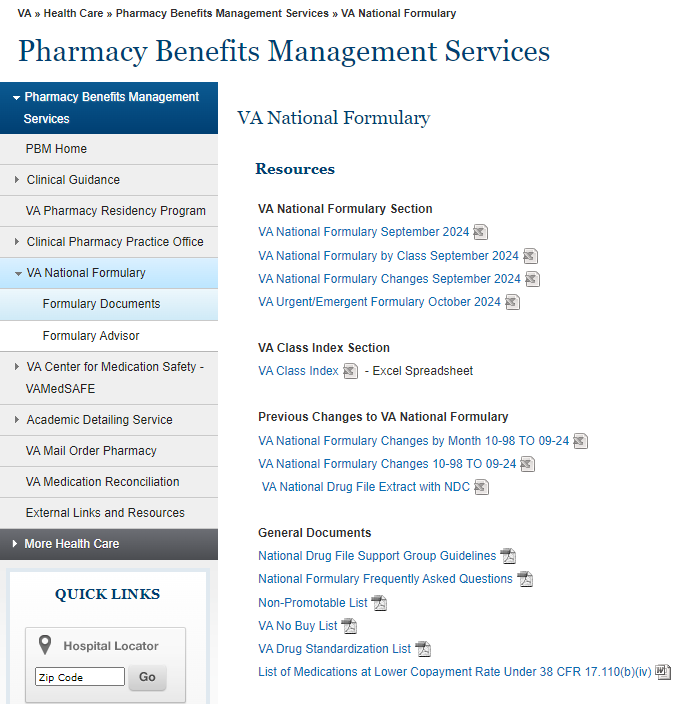 VA » Health Care » Pharmacy Benefits Management Services » VA National Formulary
Pharmacy Benefits Management Services
Pharmacy Benefits Management
Services
PBM Home
Clinical Guidance
VA Pharmacy Residency Program
Clinical Pharmacy Practice Office
VA National Formulary
Formulary Documents
Formulary Advisor
VA Center for Medication Safety -
VAMedSAFE
Academic Detailing Service
VA Mail Order Pharmacy
VA Medication Reconciliation
External Links and Resources
More Health Care
QUICK LINKS
Hospital Locator
Zip Code
Go
VA National Formulary
Resources
VA National Formulary Section
VA National Formulary September 2024
VA National Formulary by Class September 2024
VA National Formulary Changes September 2024
VA Urgent/Emergent Formulary October 2024
VA Class Index Section
VA Class Index - Excel Spreadsheet
Previous Changes to VA National Formulary
VA National Formulary Changes by Month 10-98 TO 09-24
VA National Formulary Changes 10-98 TO 09-24
VA National Drug File Extract with NDC
General Documents
National Drug File Support Group Guidelines
National Formulary Frequently Asked Questions
Non-Promotable List
VA No Buy List
VA Drug Standardization List
List of Medications at Lower Copayment Rate Under 38 CFR 17.110(b)(iv)